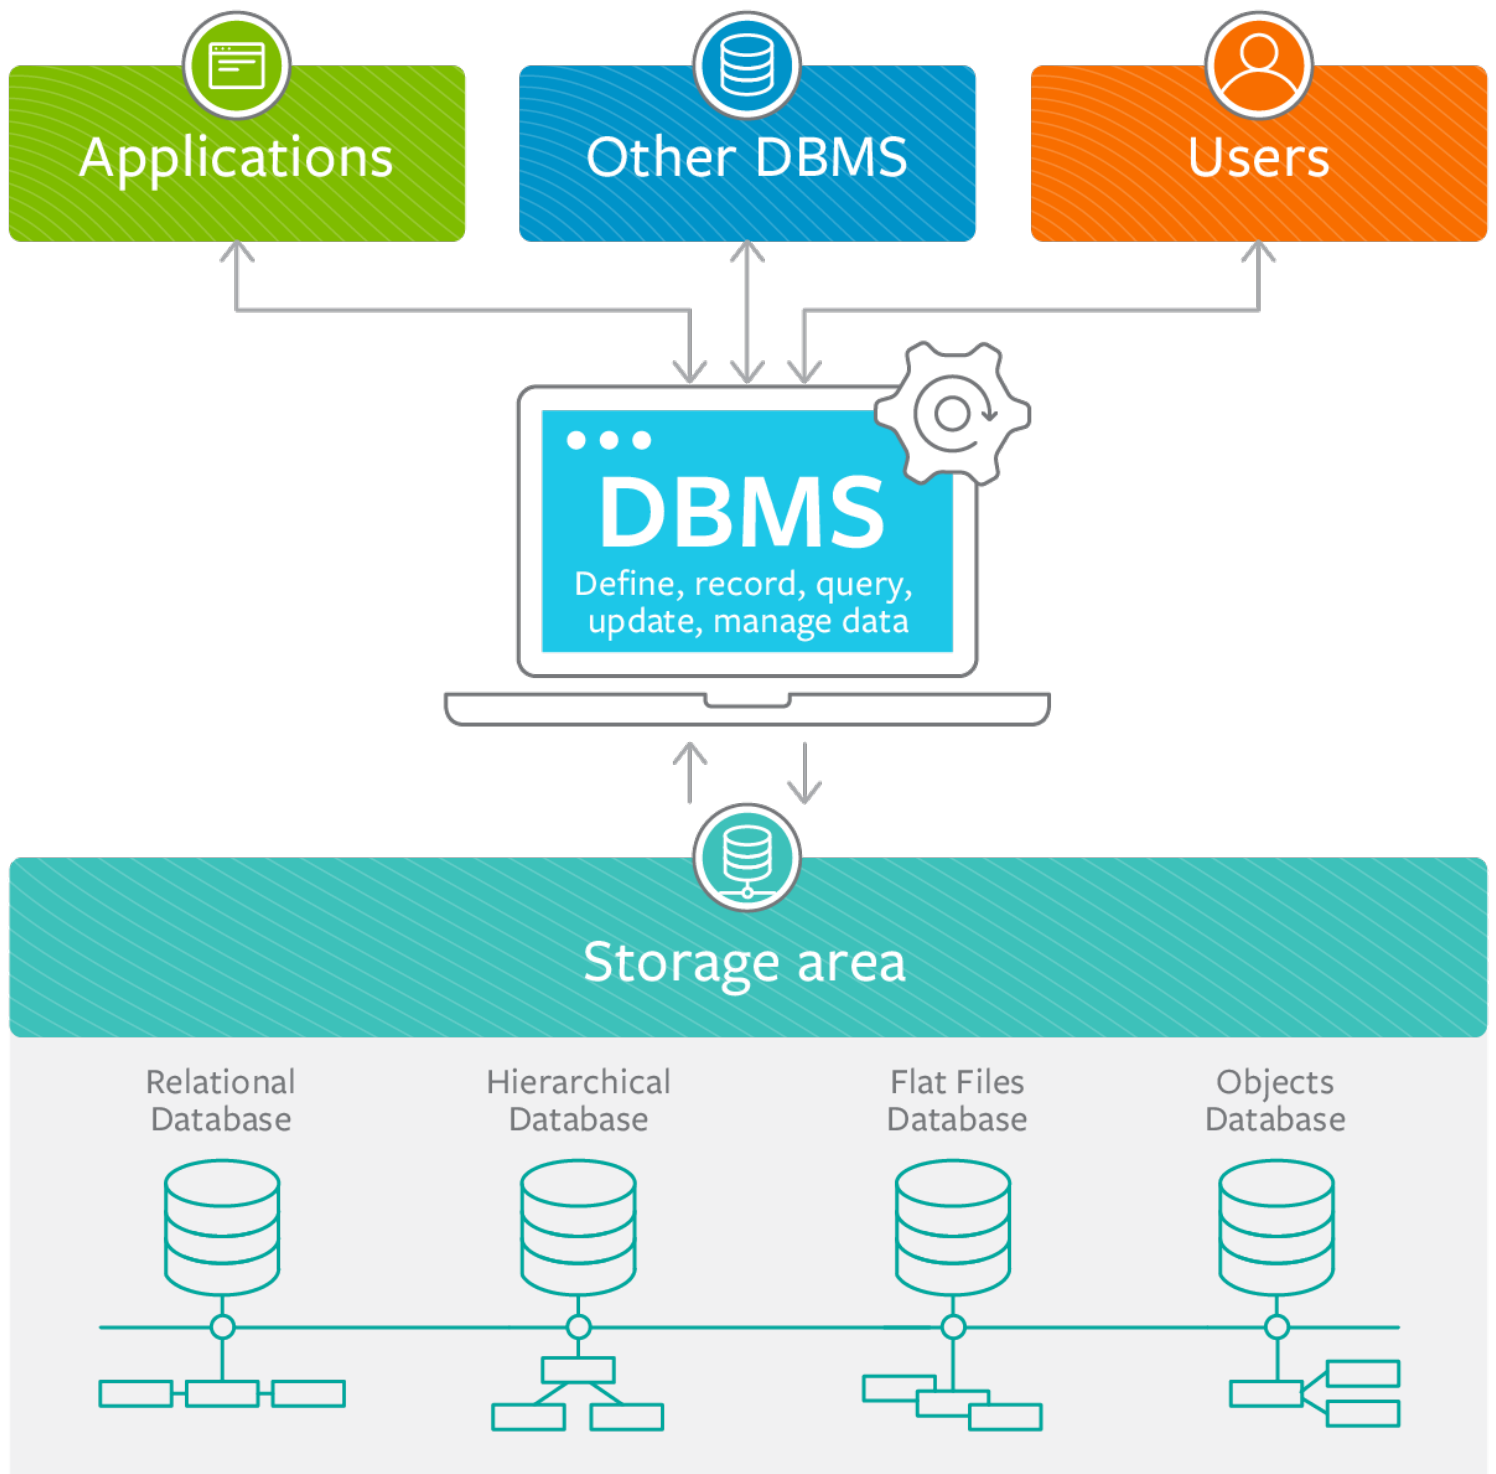 Applications
Other DBMS
Users
DBMS
Define, record, query,
update, manage data
Storage area
Relational
Database
Hierarchical
Database
Flat Files
Database
Objects
Database